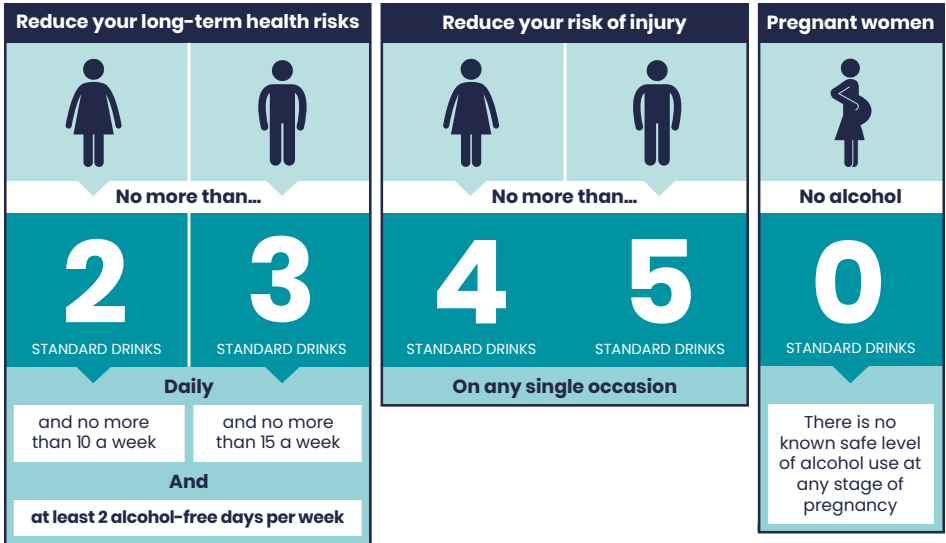 Reduce your long-term health risks
No more than...
2
STANDARD DRINKS
3
STANDARD DRINKS
Daily
and no more
than 10 a week
and no more
than 15 a week
And
at least 2 alcohol-free days per week
Reduce your risk of injury
No more than...
4
STANDARD DRINKS
5
STANDARD DRINKS
On any single occasion
Pregnant women
No alcohol
0
STANDARD DRINKS
There is no
known safe level
of alcohol use at
any stage of
pregnancy